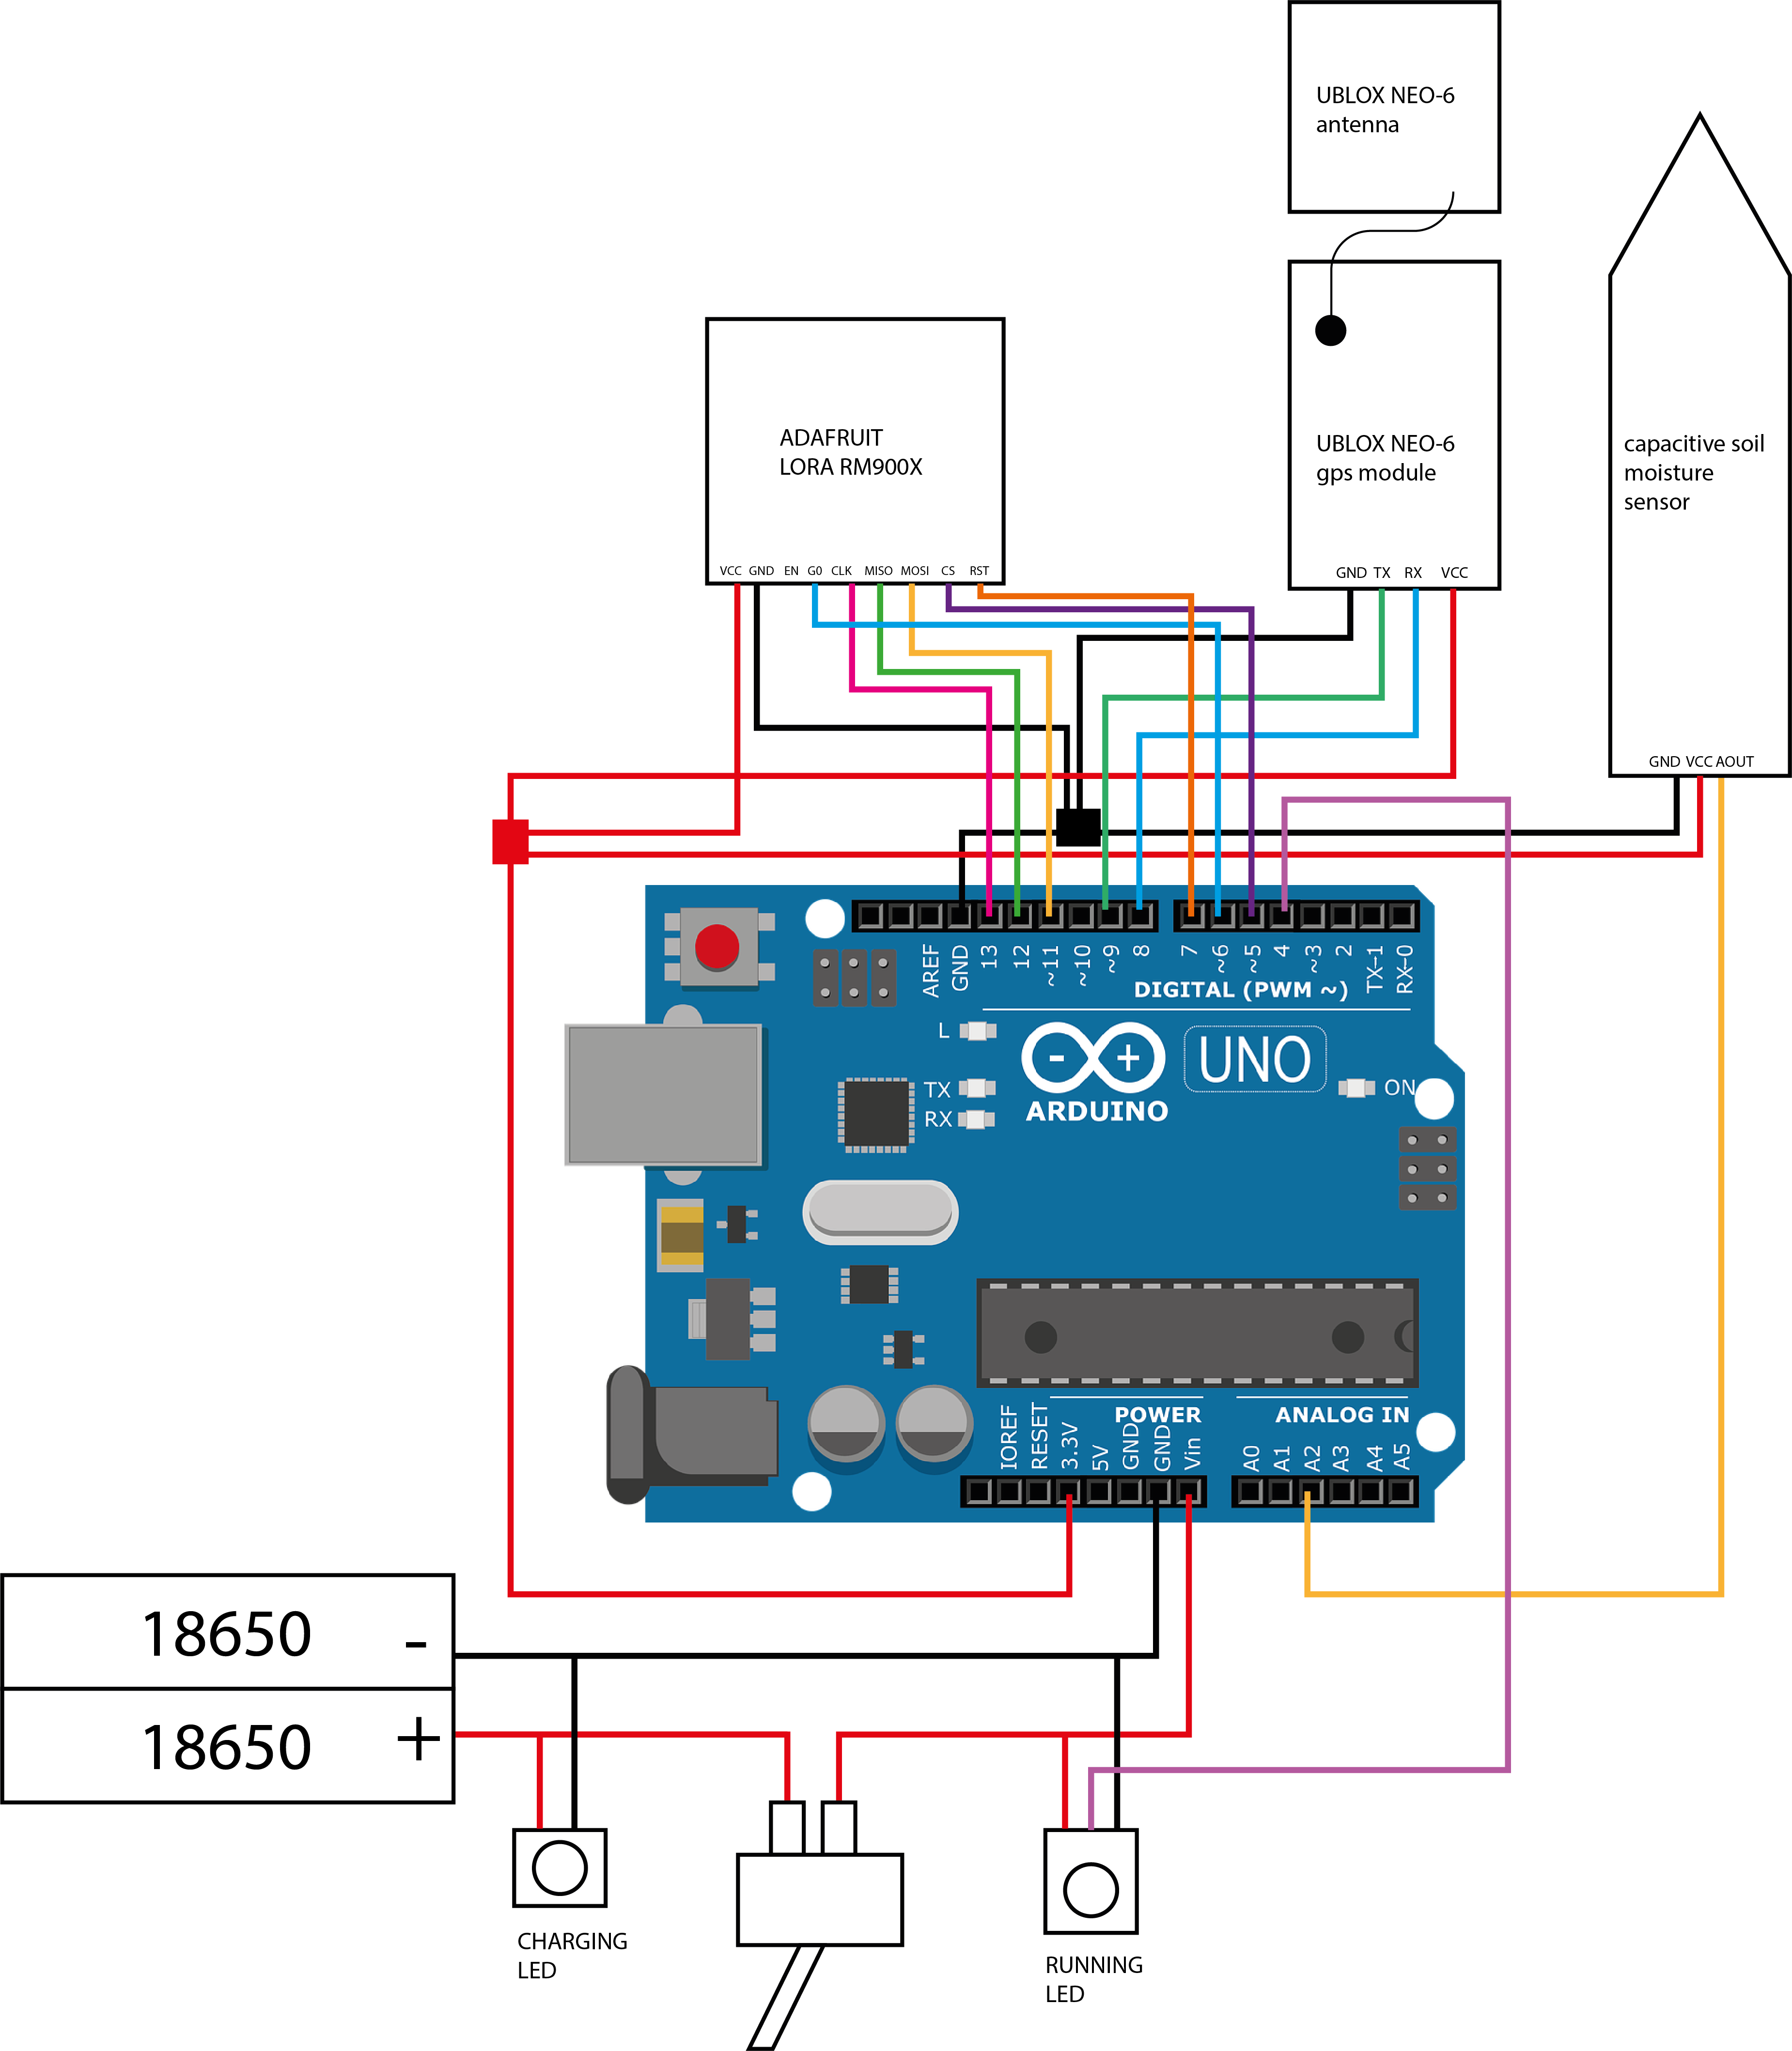 UBLOX NEO-6
antenna
ADAFRUIT
LORA RM900X
UBLOX NEO-6
gps module
capacitive soil
moisture
sensor
VCC GND EN G0 CLK MISO MOSI CS RST
GND TX RX VCC
GND VCC AOUT
AREF GND 13 12 ~11 ~10 ~9 8 7 ~6 ~5 4 ~3 2 TX-1 RX-0
DIGITAL (PWM ~)
L
- +
UNO
TX
RX
ON
ARDUINO
POWER
ANALOG IN
IOREF RESET 3.3V 5V GND GND Vin A0 A1 A2 A3 A4 A5
18650 -
18650 +
CHARGING
LED
RUNNING
LED